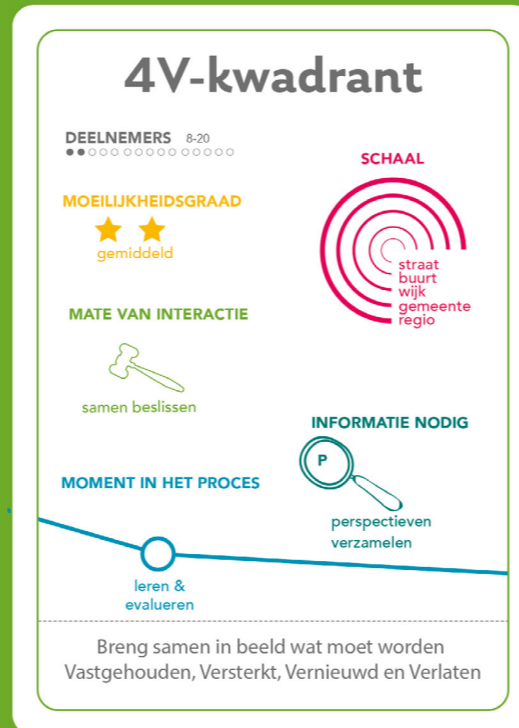 4V-kwadrant
DEELNEMERS 8-20
SCHAAL
MOEILIJKHEIDSGRAAD
gemiddeld
straat
buurt
wijk
gemeente
regio
MATE VAN INTERACTIE
samen beslissen
INFORMATIE NODIG
P
perspectieven
verzamelen
MOMENT IN HET PROCES
leren &
evalueren
Breng samen in beeld wat moet worden
Vastgehouden, Versterkt, Vernieuwd en Verlaten